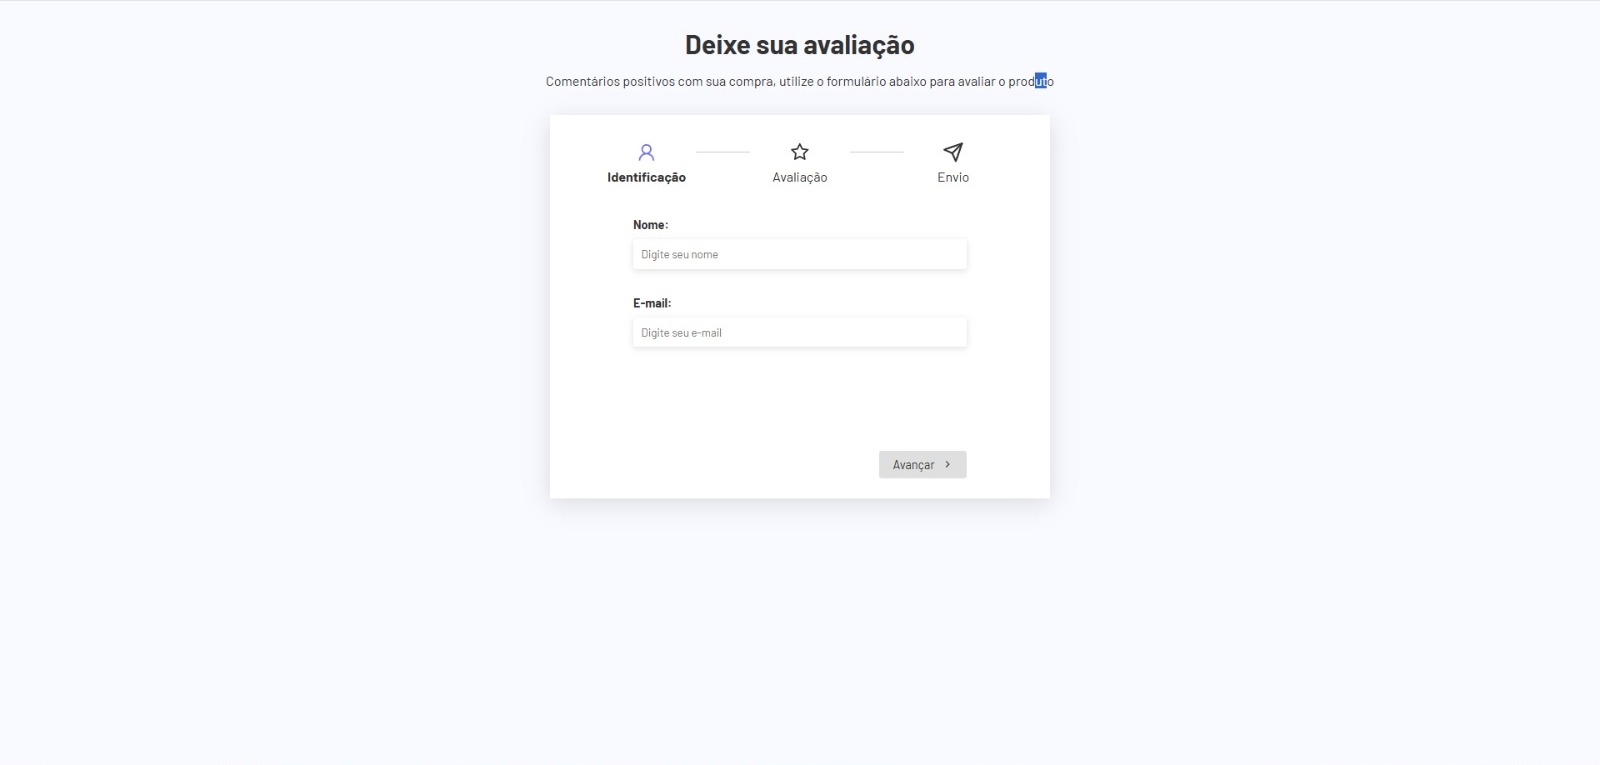 Deixe sua avaliação
Comentários positivos com sua compra, utilize o formulário abaixo para avaliar o produto
Identificação
Avaliação
Envio
Nome:
Digite seu nome
E-mail:
Digite seu e-mail
Avançar